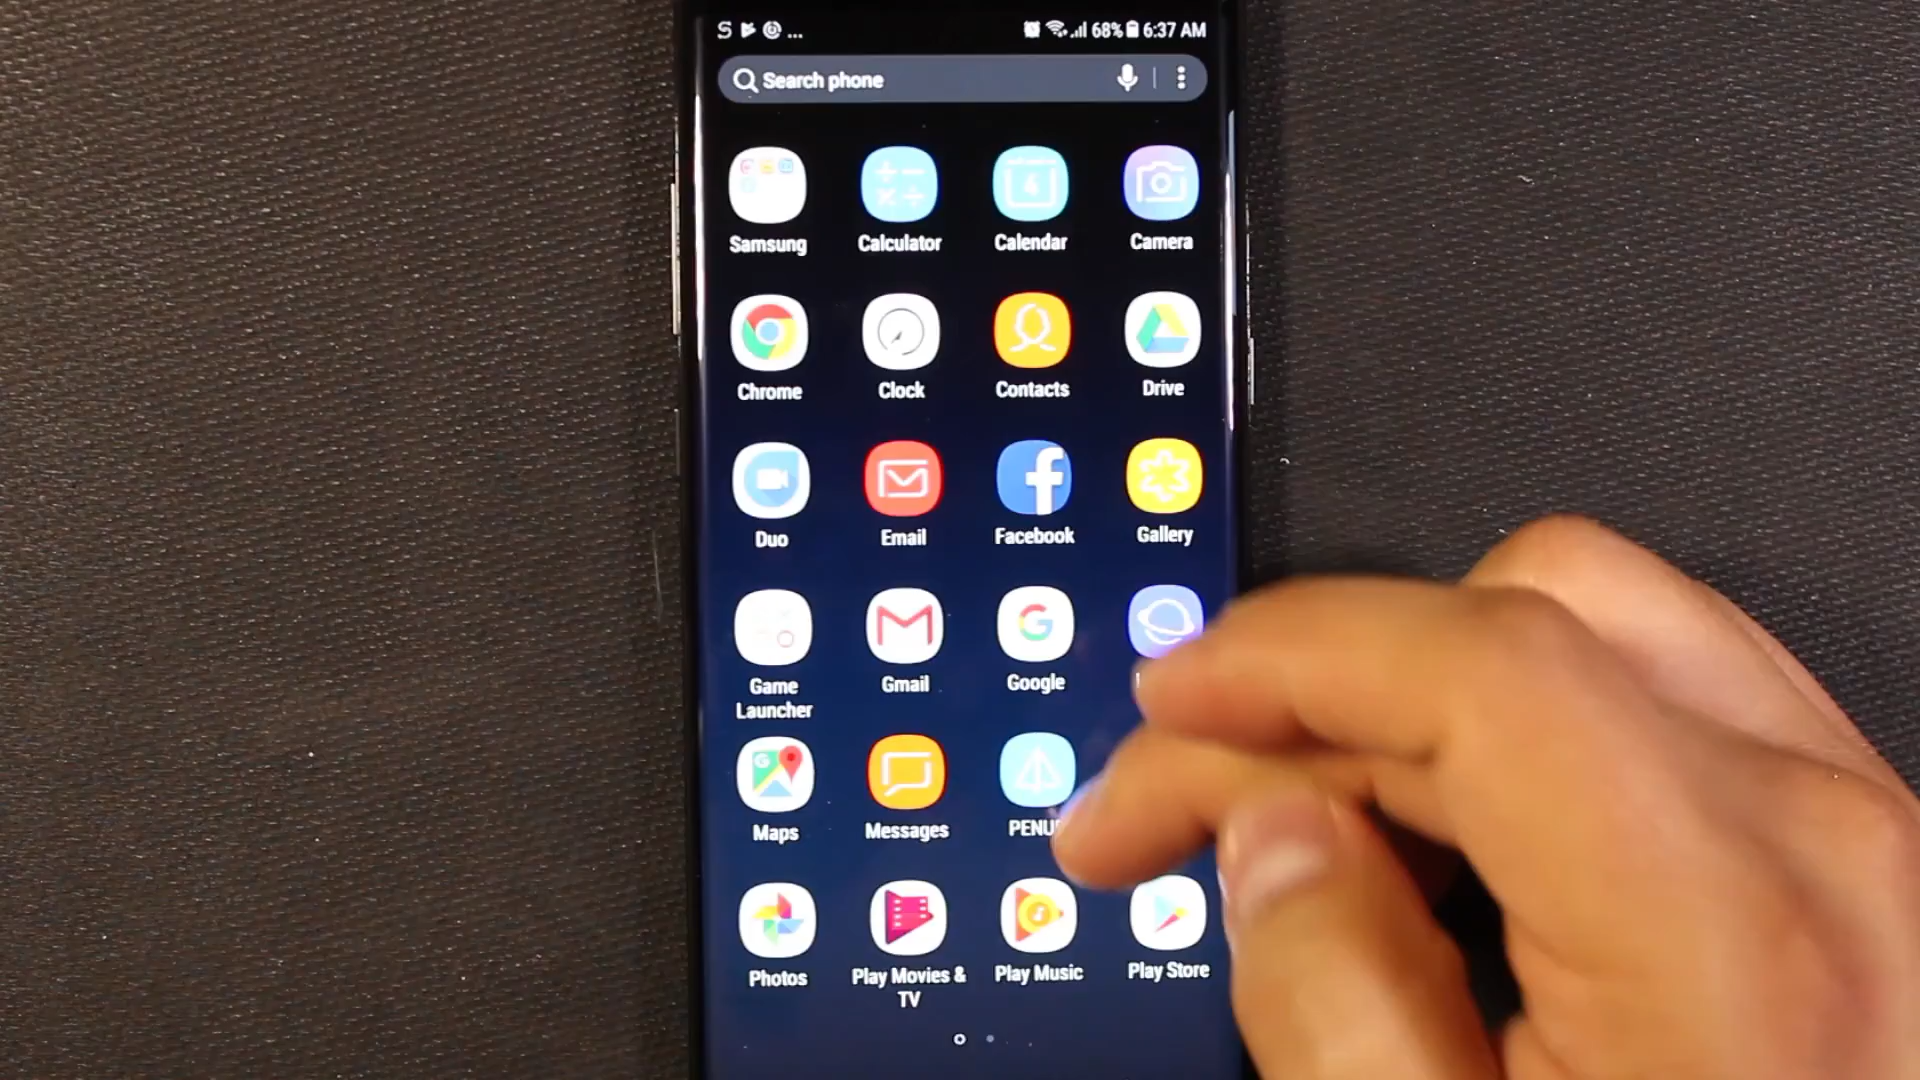 68% 6:37 AM
Search phone
Samsung Calculator Calendar Camera
Chrome Clock Contacts Drive
Duo Email Facebook Gallery
Game Launcher Gmail Google
Maps Messages PENU
Photos Play Movies & TV Play Music Play Store